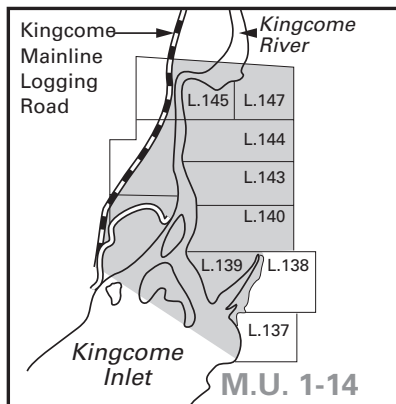 Kingcome
Mainline
Logging
Road
Kingcome
River
L.145
L.147
L.144
L.143
L.140
L.139
L.138
L.137
Kingcome
Inlet
M.U. 1-14